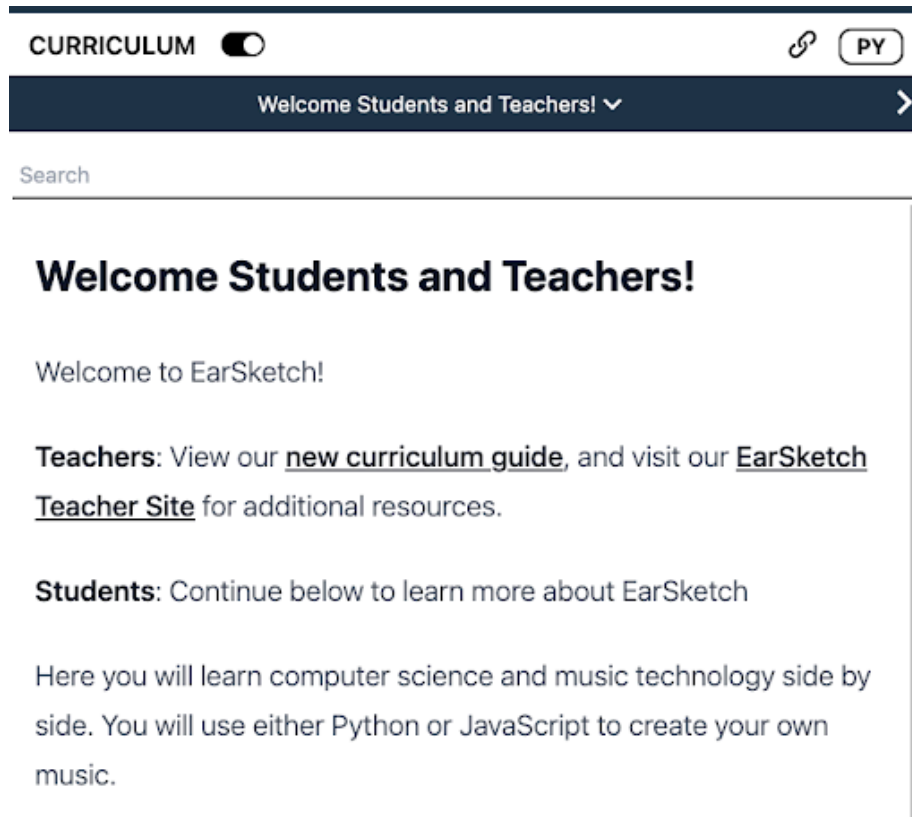 CURRICULUM PY
Welcome Students and Teachers!
Search
Welcome Students and Teachers!
Welcome to EarSketch!
Teachers: View our new curriculum guide, and visit our EarSketch
Teacher Site for additional resources.
Students: Continue below to learn more about EarSketch
Here you will learn computer science and music technology side by
side. You will use either Python or JavaScript to create your own
music.